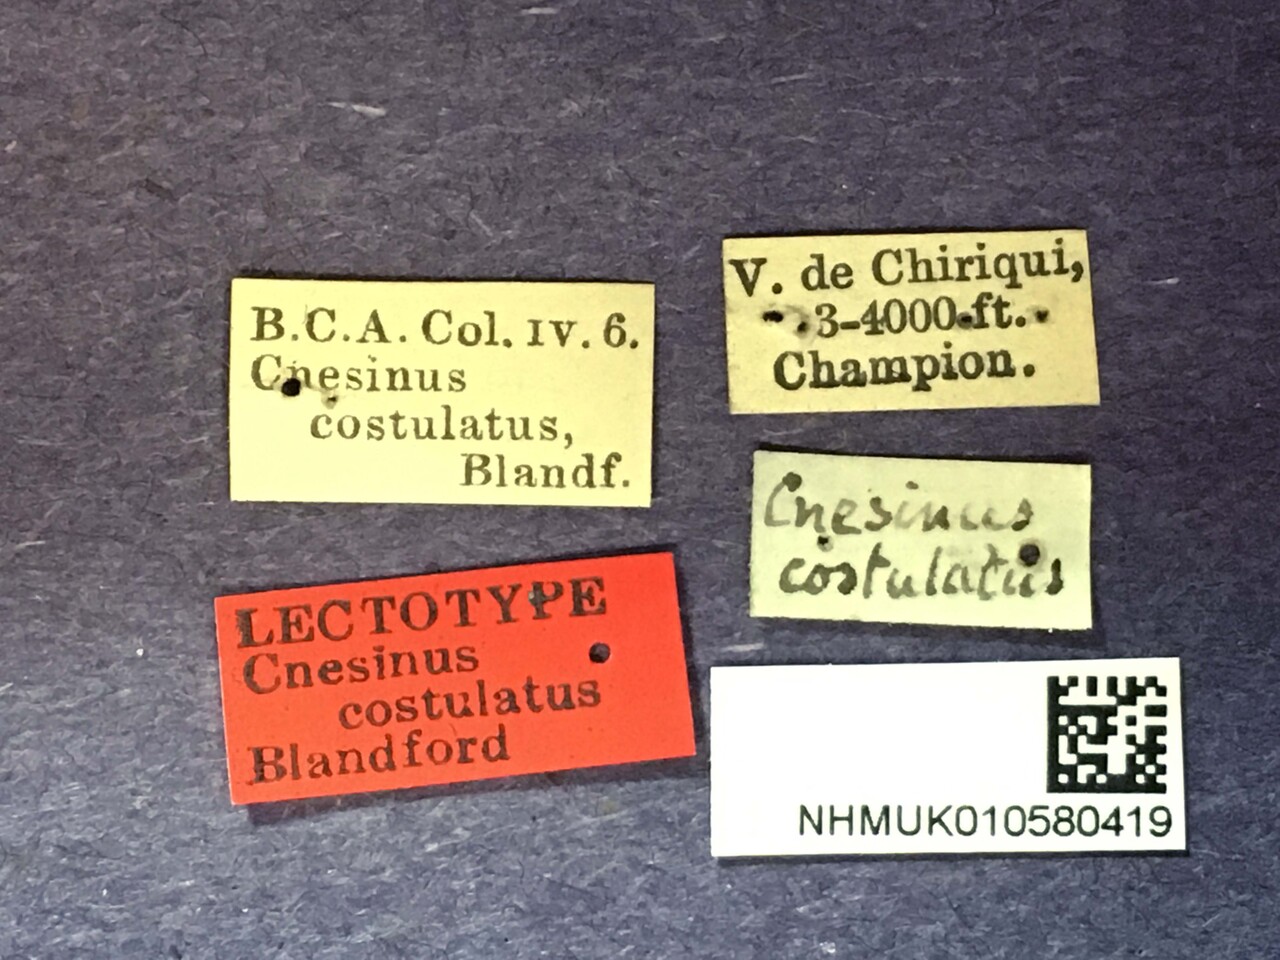 B.C.A. Col. IV. 6.
Cnesinus
costulatus,
Blandf.
V. de Chiriqui,
3-4000 ft.
Champion.
Cnesinus
costulatus
LECTOTYPE
Cnesinus
costulatus
Blandford
NHMUK010580419